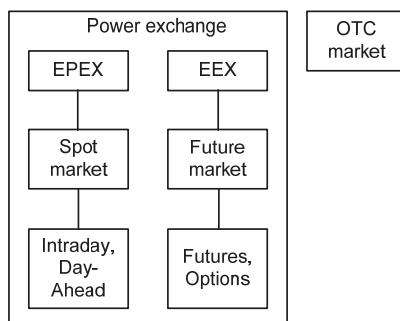 Power exchange
OTC
market
EPEX
EEX
Spot
market
Future
market
Intraday,
Day-
Ahead
Futures,
Options